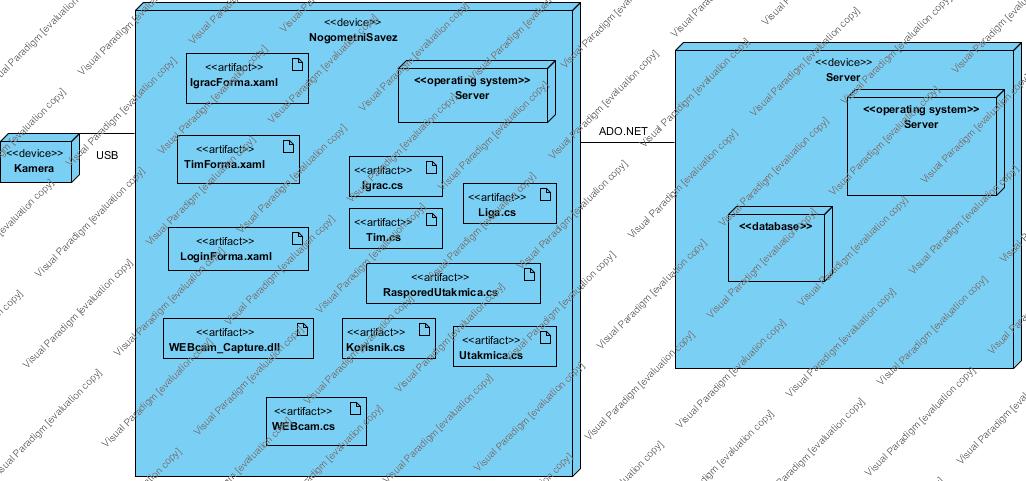 <<device>>
NogometniSavez
<<artifact>>
IgracForma.xaml
<<operating system>>
Server
<<artifact>>
TimForma.xaml
<<artifact>>
Igrac.cs
<<artifact>>
Liga.cs
<<artifact>>
Tim.cs
<<artifact>>
LoginForma.xaml
<<artifact>>
RasporedUtakmica.cs
<<artifact>>
WEBcam_Capture.dll
<<artifact>>
Korisnik.cs
<<artifact>>
Utakmica.cs
<<artifact>>
WEBcam.cs
<<device>>
Kamera
USB
ADO.NET
<<device>>
Server
<<operating system>>
Server
<<database>>
Visual Paradigm [evaluation copy]